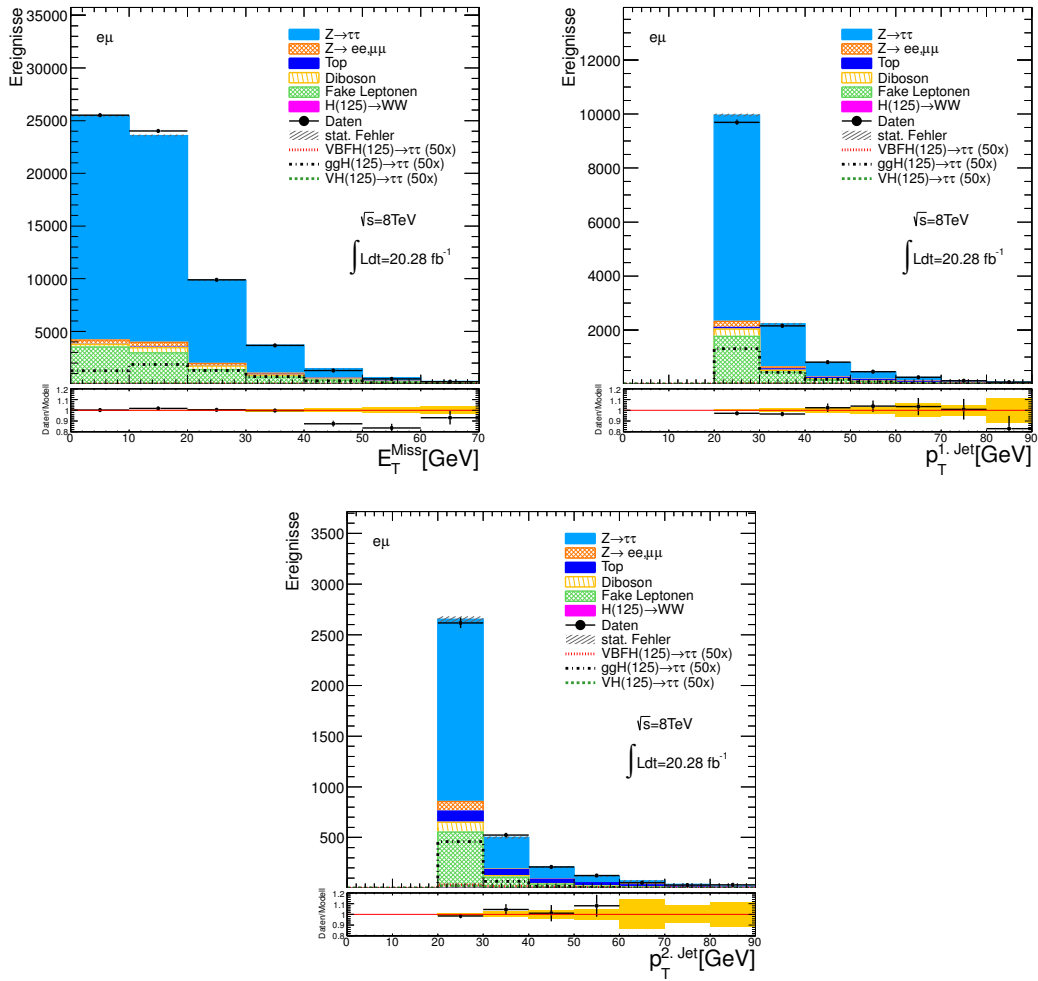 Ereignisse
35000
30000
25000
20000
15000
10000
5000
eμ
Z→ττ
Z→ ee,μμ
Top
Diboson
Fake Leptonen
H(125)→WW
Daten
stat. Fehler
VBFH(125)→ττ (50x)
ggH(125)→ττ (50x)
VH(125)→ττ (50x)
√s=8TeV
∫ Ldt=20.28 fb⁻¹
Daten/Modell
1.2
1.1
1
0.9
0.8
0 10 20 30 40 50 60 70
E_T^Miss[GeV]
Ereignisse
12000
10000
8000
6000
4000
2000
eμ
Z→ττ
Z→ ee,μμ
Top
Diboson
Fake Leptonen
H(125)→WW
Daten
stat. Fehler
VBFH(125)→ττ (50x)
ggH(125)→ττ (50x)
VH(125)→ττ (50x)
√s=8TeV
∫ Ldt=20.28 fb⁻¹
Daten/Modell
1.2
1.1
1
0.9
0.8
0 10 20 30 40 50 60 70 80 90
p_T^1. Jet[GeV]
Ereignisse
3500
3000
2500
2000
1500
1000
500
eμ
Z→ττ
Z→ ee,μμ
Top
Diboson
Fake Leptonen
H(125)→WW
Daten
stat. Fehler
VBFH(125)→ττ (50x)
ggH(125)→ττ (50x)
VH(125)→ττ (50x)
√s=8TeV
∫ Ldt=20.28 fb⁻¹
Daten/Modell
1.2
1.1
1
0.9
0.8
0 10 20 30 40 50 60 70 80 90
p_T^2. Jet[GeV]